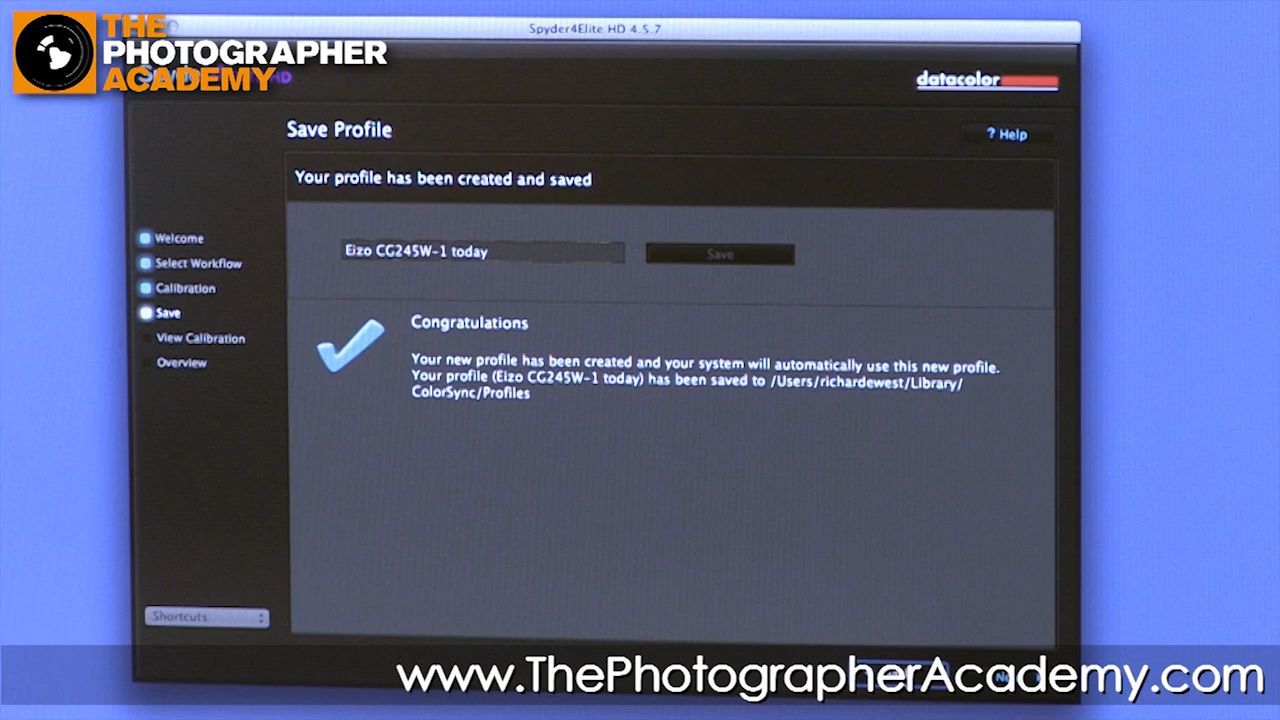 THE
PHOTOGRAPHER
ACADEMY
Spyder4Elite HD 4.5.7
HD
datacolor
Save Profile
? Help
Your profile has been created and saved
Welcome
Select Workflow
Calibration
Save
View Calibration
Overview
Eizo CG245W-1 today
Save
Congratulations
Your new profile has been created and your system will automatically use this new profile.
Your profile (Eizo CG245W-1 today) has been saved to /Users/richardewest/Library/
ColorSync/Profiles
Shortcuts:
www.ThePhotographerAcademy.com